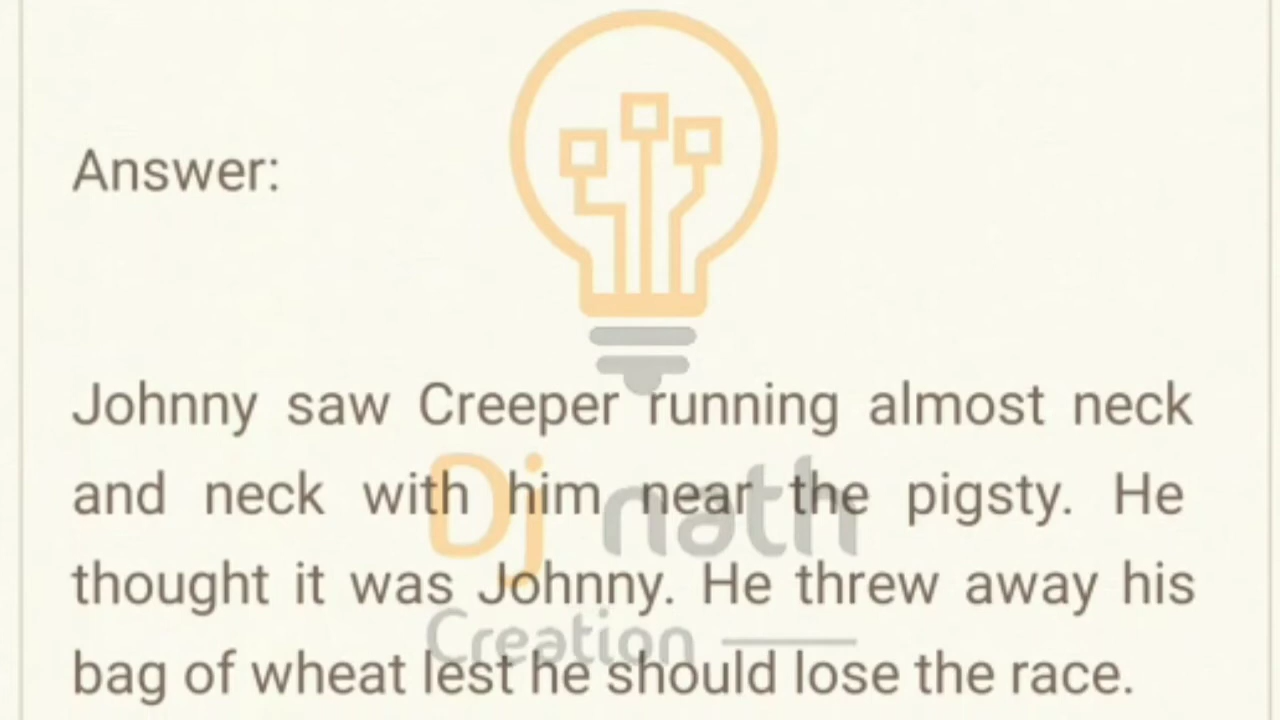 Answer:
Johnny saw Creeper running almost neck
and neck with him near the pigsty. He
thought it was Johnny. He threw away his
bag of wheat lest he should lose the race.
Dj nath
Creation